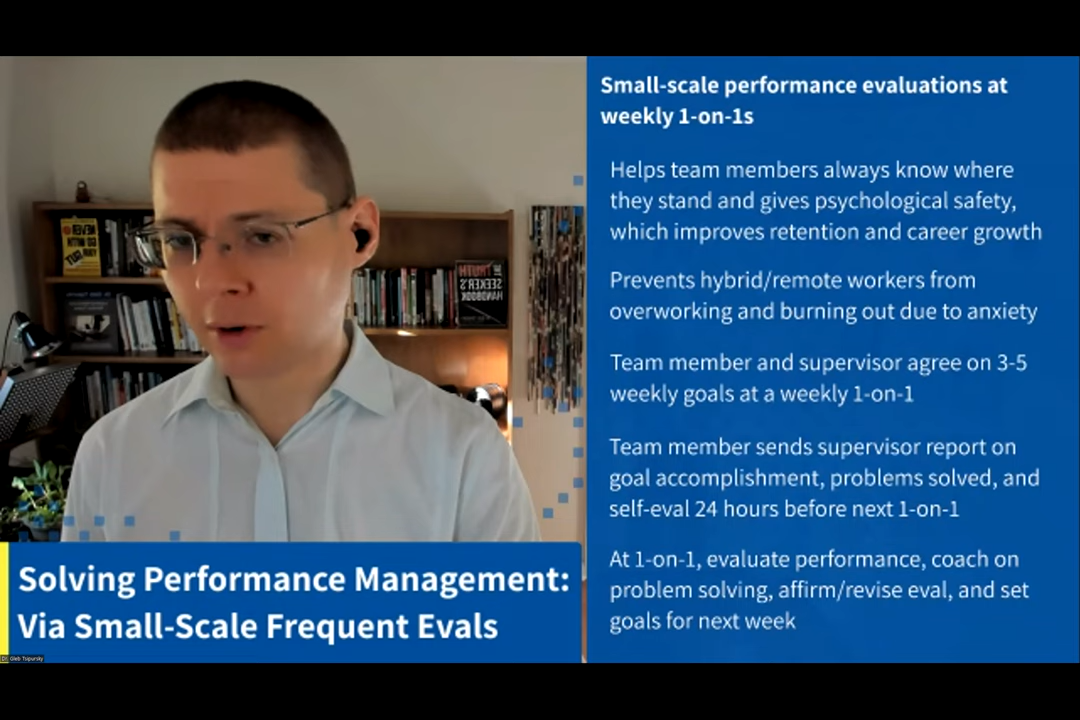 Small-scale performance evaluations at
weekly 1-on-1s
Helps team members always know where
they stand and gives psychological safety,
which improves retention and career growth
Prevents hybrid/remote workers from
overworking and burning out due to anxiety
Team member and supervisor agree on 3-5
weekly goals at a weekly 1-on-1
Team member sends supervisor report on
goal accomplishment, problems solved, and
self-eval 24 hours before next 1-on-1
At 1-on-1, evaluate performance, coach on
problem solving, affirm/revise eval, and set
goals for next week
NEVER
GO WITH
YOUR
GUT
TRUTH
SEEKER'S
HANDBOOK
Solving Performance Management:
Via Small-Scale Frequent Evals
Dr. Gleb Tsipursky